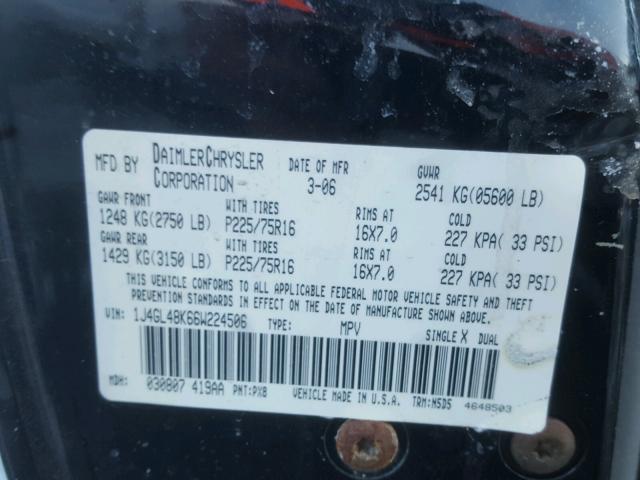 MFD BY DAIMLERCHRYSLER CORPORATION
DATE OF MFR 3-06
GVWR 2541 KG(05600 LB)
GAWR FRONT WITH TIRES RIMS AT COLD
1248 KG(2750 LB) P225/75R16 16X7.0 227 KPA( 33 PSI)
GAWR REAR WITH TIRES RIMS AT COLD
1429 KG(3150 LB) P225/75R16 16X7.0 227 KPA( 33 PSI)
THIS VEHICLE CONFORMS TO ALL APPLICABLE FEDERAL MOTOR VEHICLE SAFETY AND THEFT
PREVENTION STANDARDS IN EFFECT ON THE DATE OF MANUFACTURE SHOWN ABOVE.
VIN: 1J4GL48K66W224506 TYPE: MPV SINGLE X DUAL
MDH: 030807 419AA PNT:PX8 VEHICLE MADE IN U.S.A. TRM:N5D5 4648503